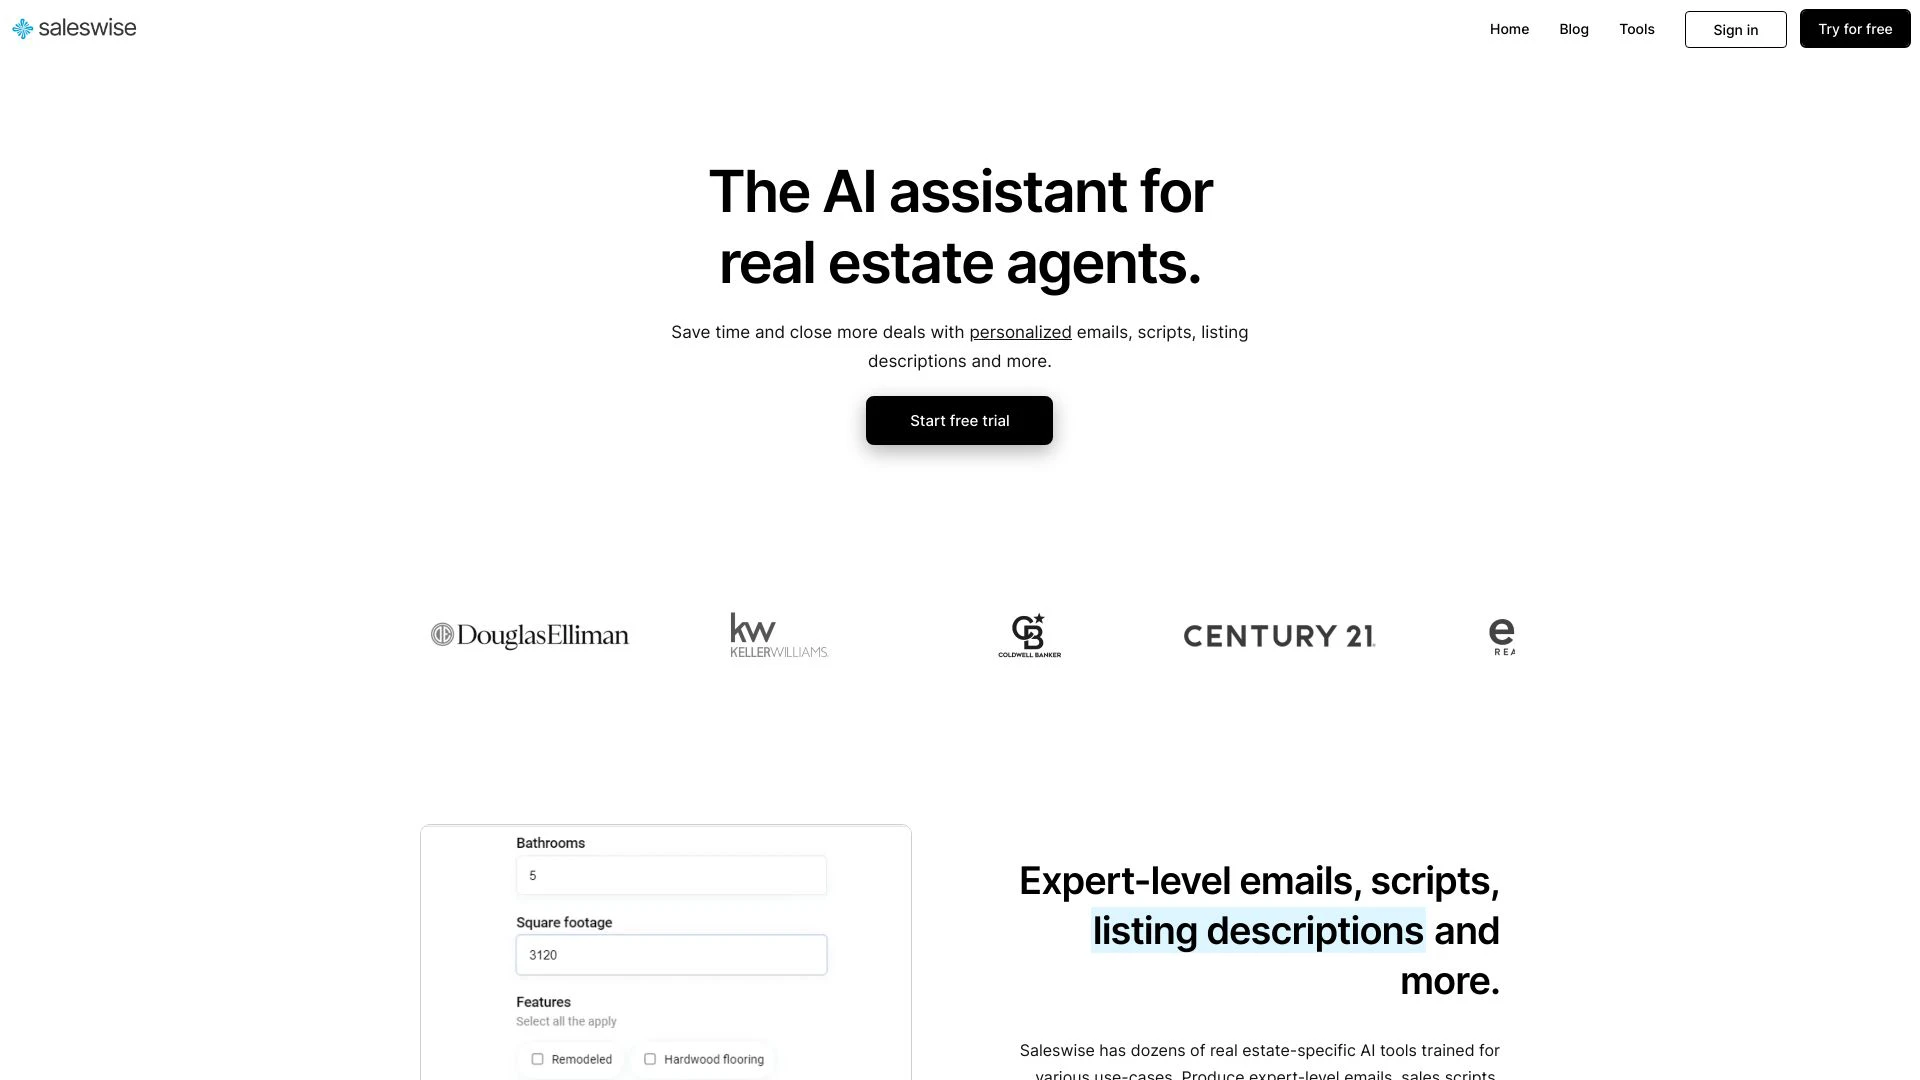 saleswise
Home
Blog
Tools
Sign in
Try for free
The AI assistant for
real estate agents.
Save time and close more deals with personalized emails, scripts, listing
descriptions and more.
Start free trial
DE DouglasElliman
kw
KELLERWILLIAMS.
CB
COLDWELL BANKER
CENTURY 21.
e
REA
Bathrooms
5
Square footage
3120
Features
Select all the apply
Remodeled
Hardwood flooring
Expert-level emails, scripts,
listing descriptions and
more.
Saleswise has dozens of real estate-specific AI tools trained for
various use-cases. Produce expert-level emails, sales scripts,